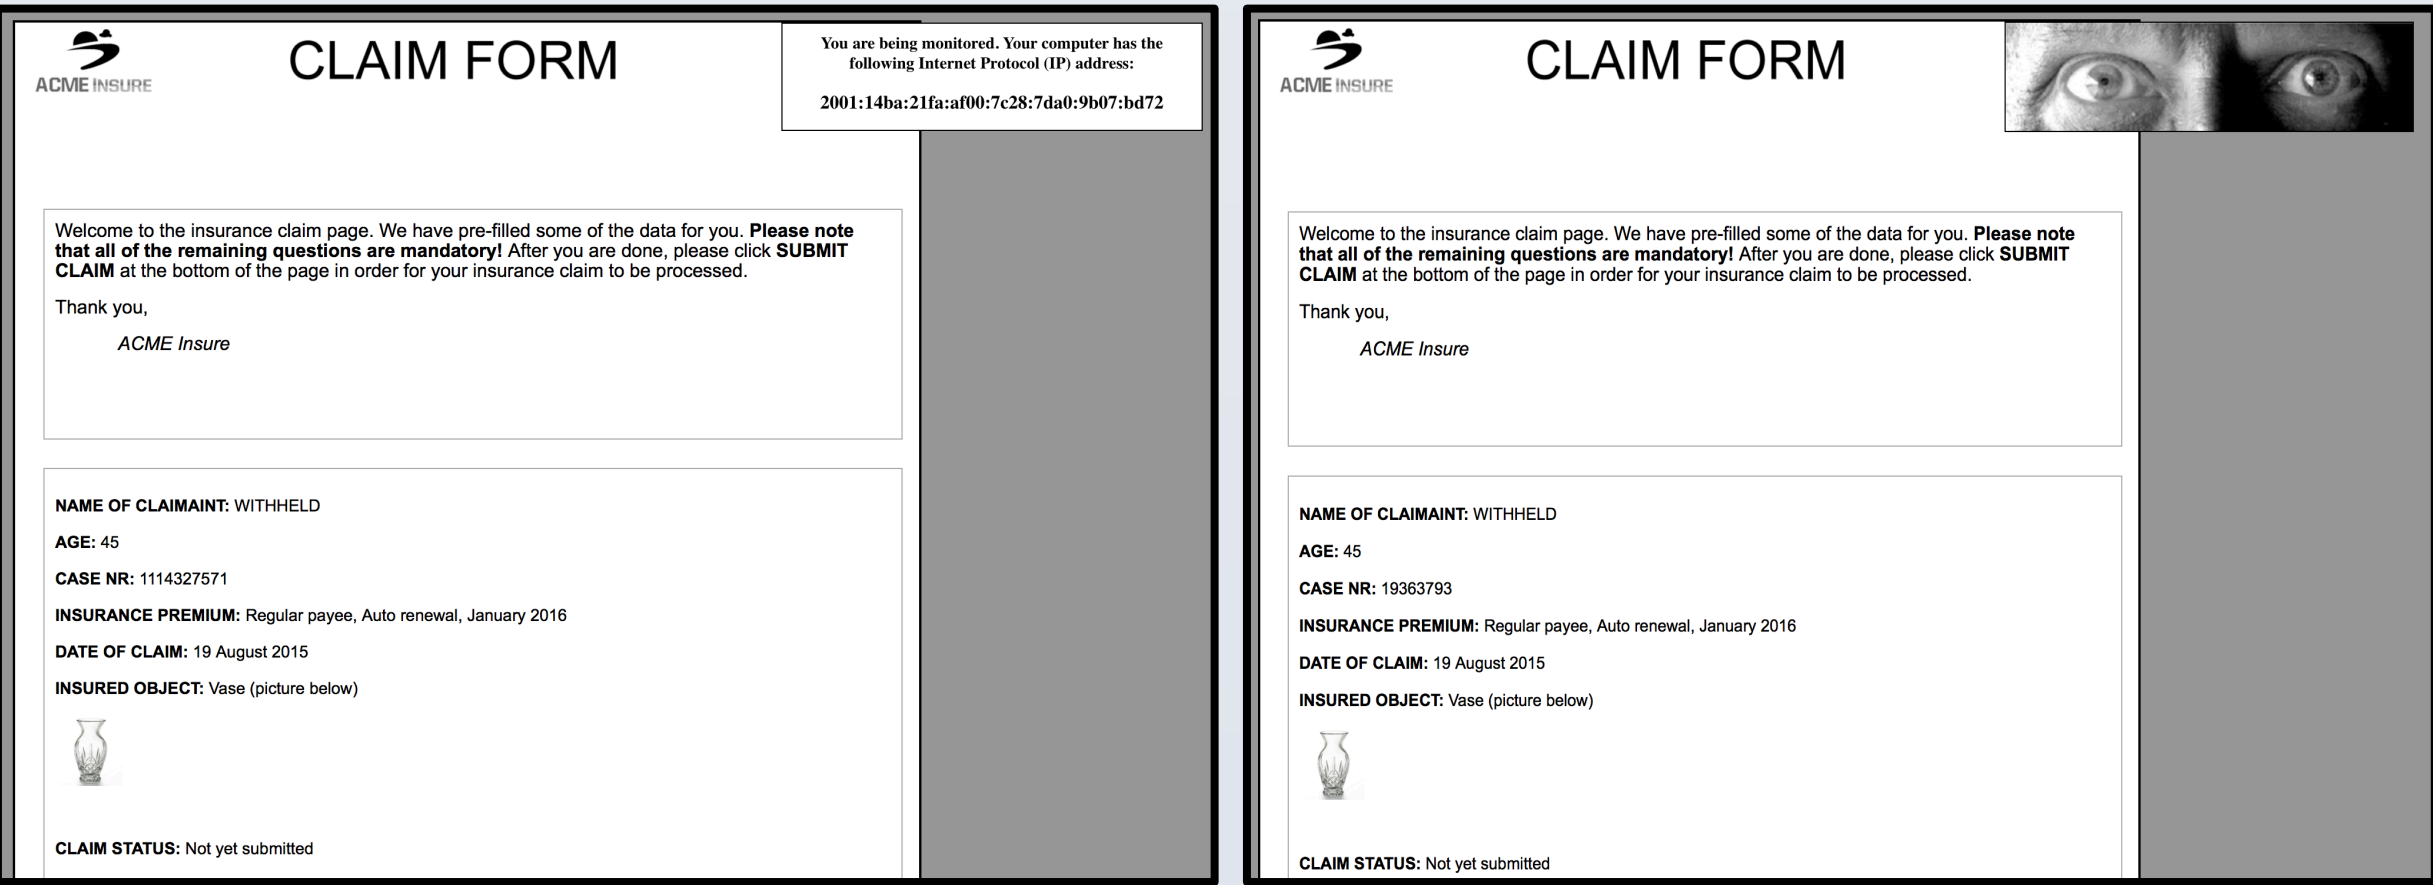 ACME INSURE
CLAIM FORM
You are being monitored. Your computer has the
following Internet Protocol (IP) address:
2001:14ba:21fa:af00:7c28:7da0:9b07:bd72
Welcome to the insurance claim page. We have pre-filled some of the data for you. Please note
that all of the remaining questions are mandatory! After you are done, please click SUBMIT
CLAIM at the bottom of the page in order for your insurance claim to be processed.
Thank you,
ACME Insure
NAME OF CLAIMAINT: WITHHELD
AGE: 45
CASE NR: 1114327571
INSURANCE PREMIUM: Regular payee, Auto renewal, January 2016
DATE OF CLAIM: 19 August 2015
INSURED OBJECT: Vase (picture below)
CLAIM STATUS: Not yet submitted
ACME INSURE
CLAIM FORM
Welcome to the insurance claim page. We have pre-filled some of the data for you. Please note
that all of the remaining questions are mandatory! After you are done, please click SUBMIT
CLAIM at the bottom of the page in order for your insurance claim to be processed.
Thank you,
ACME Insure
NAME OF CLAIMAINT: WITHHELD
AGE: 45
CASE NR: 19363793
INSURANCE PREMIUM: Regular payee, Auto renewal, January 2016
DATE OF CLAIM: 19 August 2015
INSURED OBJECT: Vase (picture below)
CLAIM STATUS: Not yet submitted